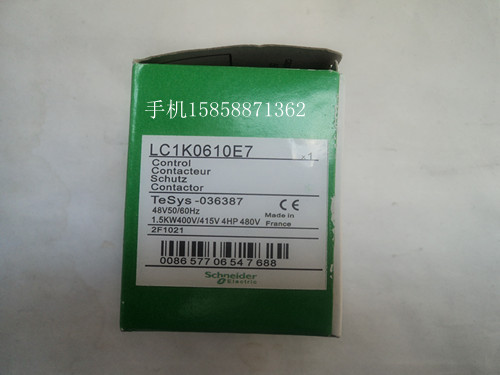 手机15858871362
LC1K0610E7
-1
Control
Contacteur
Schutz
Contactor
TeSys -036387
48V50/60Hz
1.5KW400V/415V 4HP 480V
CE
Made in
France
2F1021
0086 577 06 54 7 688
Schneider
Electric